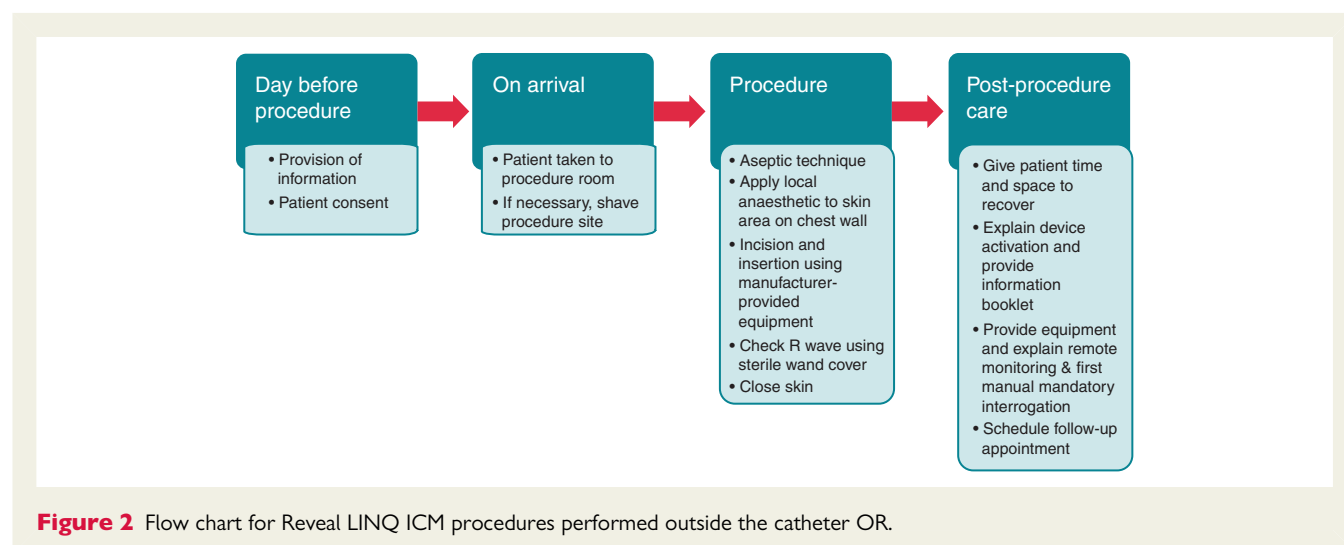 Day before
procedure
• Provision of
information
• Patient consent
On arrival
• Patient taken to
procedure room
• If necessary, shave
procedure site
Procedure
• Aseptic technique
• Apply local
anaesthetic to skin
area on chest wall
• Incision and
insertion using
manufacturer-
provided
equipment
• Check R wave using
sterile wand cover
• Close skin
Post-procedure
care
• Give patient time
and space to
recover
• Explain device
activation and
provide
information
booklet
• Provide equipment
and explain remote
monitoring & first
manual mandatory
interrogation
• Schedule follow-up
appointment
Figure 2 Flow chart for Reveal LINQ ICM procedures performed outside the catheter OR.